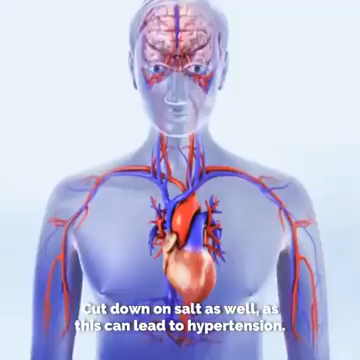 Cut down on salt as well, as
this can lead to hypertension.